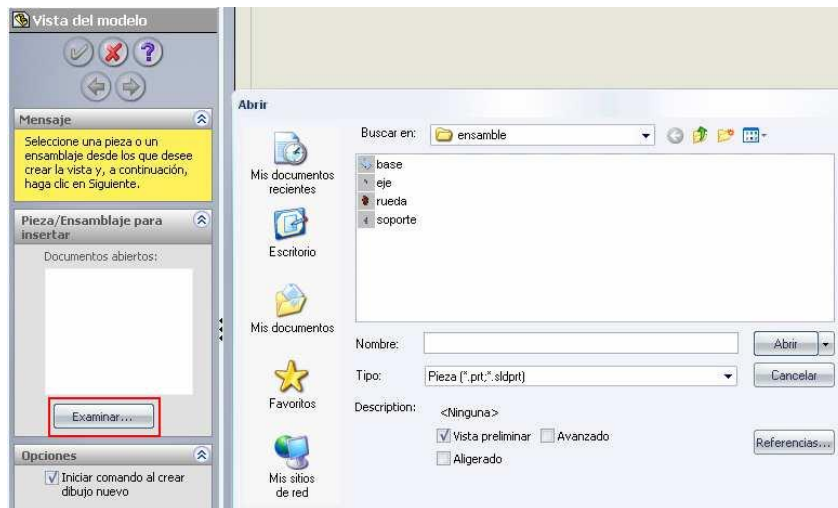 Vista del modelo
?
Mensaje
Seleccione una pieza o un
ensamblaje desde los que desee
crear la vista y, a continuación,
haga clic en Siguiente.
Pieza/Ensamblaje para
insertar
Documentos abiertos:
Examinar...
Opciones
Iniciar comando al crear
dibujo nuevo
Abrir
Buscar en:
ensamble
Mis documentos
recientes
Escritorio
Mis documentos
Favoritos
Mis sitios
de red
base
eje
rueda
soporte
Nombre:
Abrir
Tipo:
Pieza (*.prt;*.sldprt)
Cancelar
Description:
<Ninguna>
Vista preliminar
Avanzado
Aligerado
Referencias...